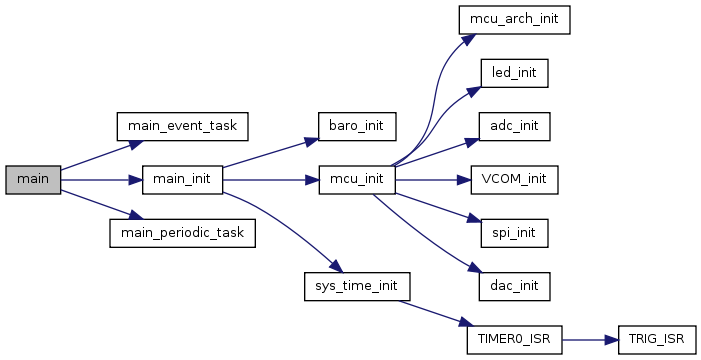 main
main_event_task
main_init
main_periodic_task
baro_init
mcu_init
sys_time_init
mcu_arch_init
led_init
adc_init
VCOM_init
spi_init
dac_init
TIMER0_ISR
TRIG_ISR